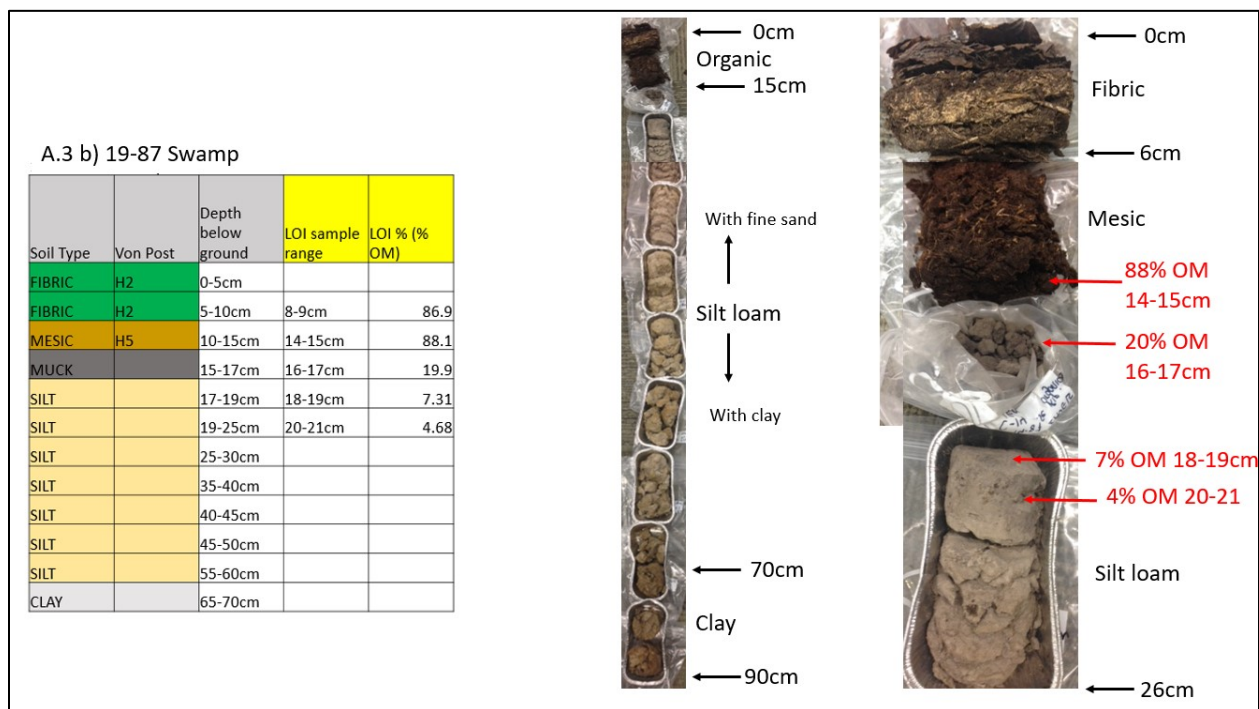 A.3 b) 19-87 Swamp
Soil Type Von Post Depth below ground LOI sample range LOI % (% OM)
FIBRIC H2 0-5cm
FIBRIC H2 5-10cm 8-9cm 86.9
MESIC H5 10-15cm 14-15cm 88.1
MUCK 15-17cm 16-17cm 19.9
SILT 17-19cm 18-19cm 7.31
SILT 19-25cm 20-21cm 4.68
SILT 25-30cm
SILT 35-40cm
SILT 40-45cm
SILT 45-50cm
SILT 55-60cm
CLAY 65-70cm
0cm
Organic
15cm
With fine sand
Silt loam
With clay
70cm
Clay
90cm
0cm
Fibric
6cm
Mesic
88% OM
14-15cm
20% OM
16-17cm
7% OM 18-19cm
4% OM 20-21
Silt loam
26cm